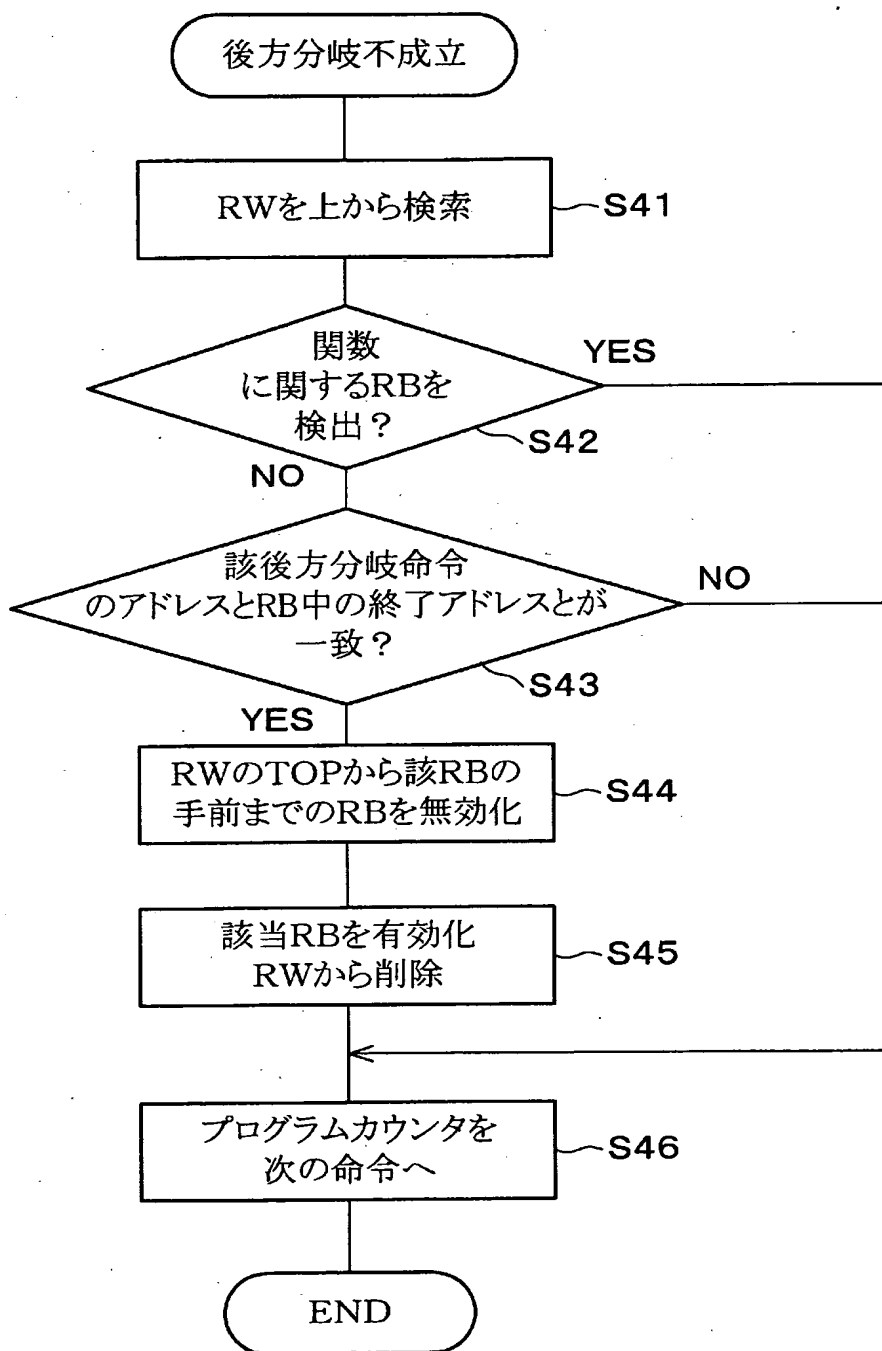 後方分岐不成立
RWを上から検索
S41
関数
に関するRBを
検出？
YES
S42
NO
該後方分岐命令
のアドレスとRB中の終了アドレスとが
一致？
NO
S43
YES
RWのTOPから該RBの
手前までのRBを無効化
S44
該当RBを有効化
RWから削除
S45
プログラムカウンタを
次の命令へ
S46
END